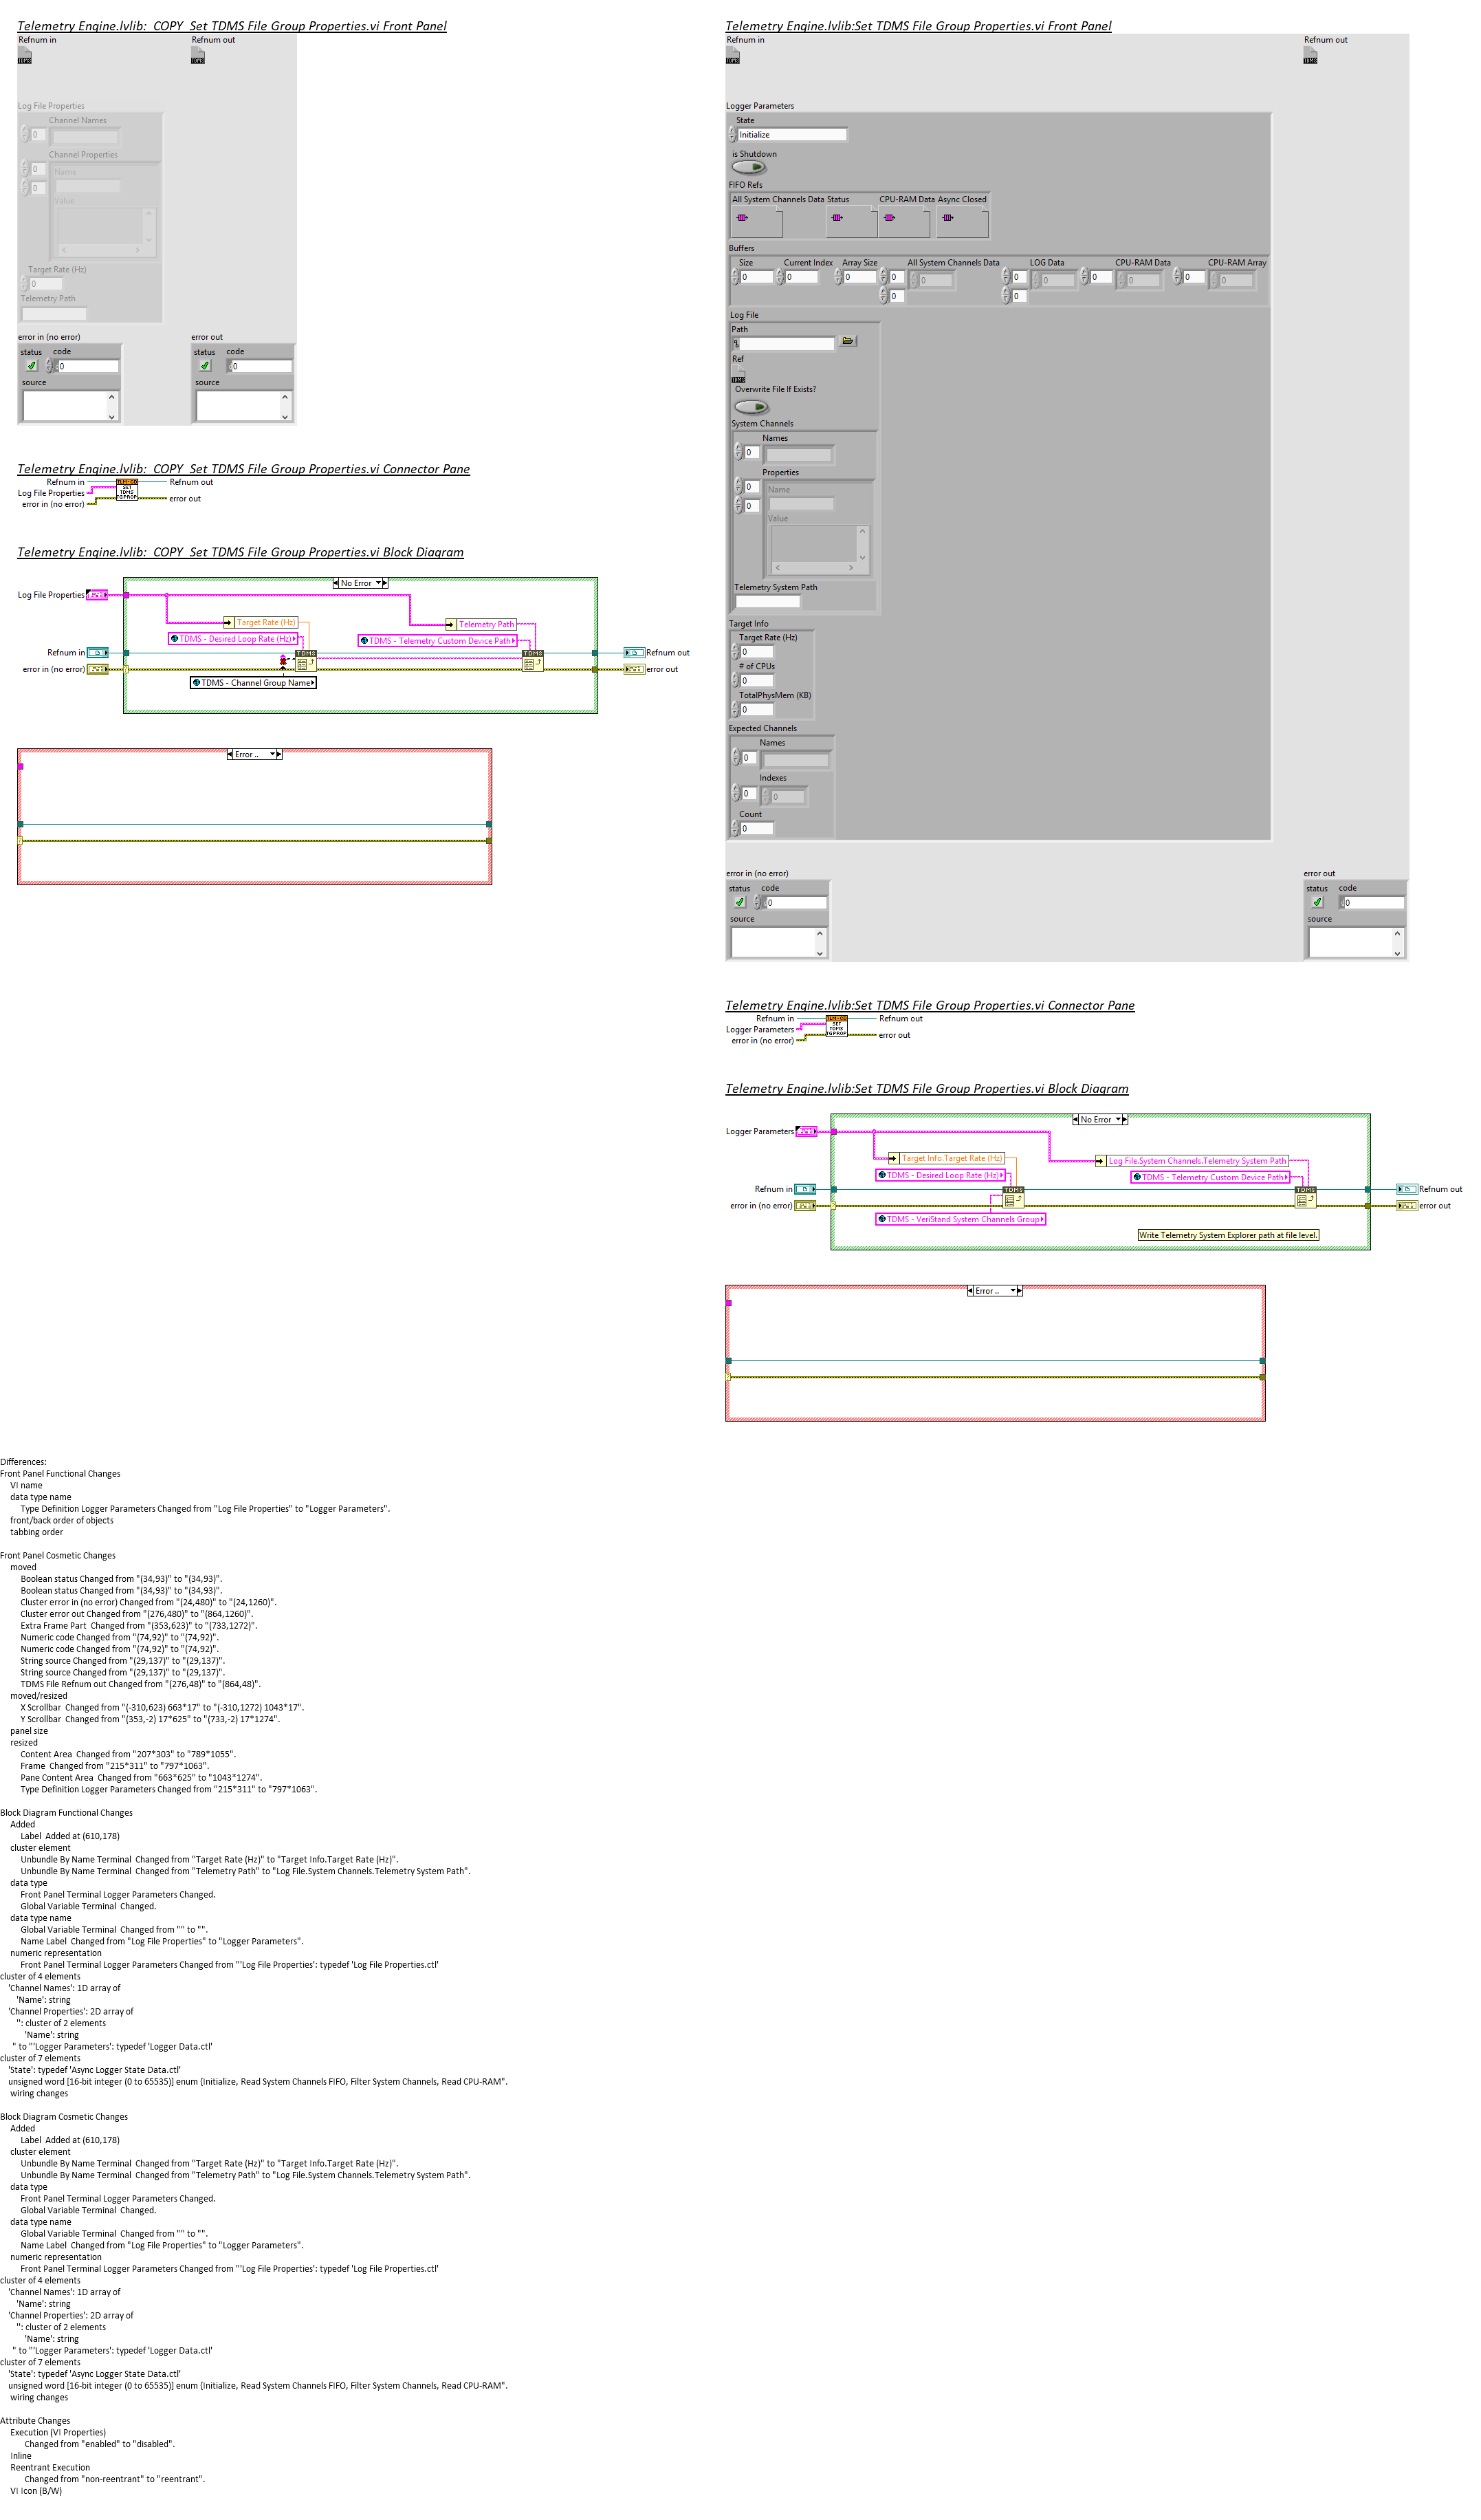 Telemetry Engine.lvlib:_COPY_Set TDMS File Group Properties.vi Front Panel
Refnum in
Refnum out
TDMS
TDMS
Log File Properties
Channel Names
0
Channel Properties
0
Name
0
Value
Target Rate (Hz)
0
Telemetry Path
error in (no error)
error out
status code
status code
0
0
source
source
Telemetry Engine.lvlib:_COPY_Set TDMS File Group Properties.vi Connector Pane
Refnum in
Refnum out
Log File Properties
error in (no error)
error out
SET
TDMS
Telemetry Engine.lvlib:_COPY_Set TDMS File Group Properties.vi Block Diagram
No Error
Log File Properties
Target Rate (Hz)
Telemetry Path
TDMS - Desired Loop Rate (Hz)
TDMS - Telemetry Custom Device Path
Refnum in
TDMS
TDMS
Refnum out
error in (no error)
error out
TDMS - Channel Group Name
Error ..
Telemetry Engine.lvlib:Set TDMS File Group Properties.vi Front Panel
Refnum in
Refnum out
TDMS
TDMS
Logger Parameters
State
Initialize
is Shutdown
FIFO Refs
All System Channels Data Status CPU-RAM Data Async Closed
Buffers
Size Current Index Array Size All System Channels Data LOG Data CPU-RAM Data CPU-RAM Array
0 0 0 0 0 0 0 0 0 0 0
0 0
Log File
Path
Ref
TDMS
Overwrite File If Exists?
System Channels
Names
0
Properties
0
Name
0
Value
Telemetry System Path
Target Info
Target Rate (Hz)
0
# of CPUs
0
TotalPhysMem (KB)
0
Expected Channels
Names
0
Indexes
0 0
Count
0
error in (no error)
error out
status code
status code
0
0
source
source
Telemetry Engine.lvlib:Set TDMS File Group Properties.vi Connector Pane
Refnum in
Refnum out
Logger Parameters
error in (no error)
error out
SET
TDMS
Telemetry Engine.lvlib:Set TDMS File Group Properties.vi Block Diagram
No Error
Logger Parameters
Target Info.Target Rate (Hz)
Log File.System Channels.Telemetry System Path
TDMS - Desired Loop Rate (Hz)
TDMS - Telemetry Custom Device Path
Refnum in
TDMS
TDMS
Refnum out
error in (no error)
error out
TDMS - VeriStand System Channels Group
Write Telemetry System Explorer path at file level.
Error ..
Differences:
Front Panel Functional Changes
VI name
data type name
Type Definition Logger Parameters Changed from "Log File Properties" to "Logger Parameters".
front/back order of objects
tabbing order
Front Panel Cosmetic Changes
moved
Boolean status Changed from "(34,93)" to "(34,93)".
Boolean status Changed from "(34,93)" to "(34,93)".
Cluster error in (no error) Changed from "(24,480)" to "(24,1260)".
Cluster error out Changed from "(276,480)" to "(864,1260)".
Extra Frame Part  Changed from "(353,623)" to "(733,1272)".
Numeric code Changed from "(74,92)" to "(74,92)".
Numeric code Changed from "(74,92)" to "(74,92)".
String source Changed from "(29,137)" to "(29,137)".
String source Changed from "(29,137)" to "(29,137)".
TDMS File Refnum out Changed from "(276,48)" to "(864,48)".
moved/resized
X Scrollbar  Changed from "(-310,623) 663*17" to "(-310,1272) 1043*17".
Y Scrollbar  Changed from "(353,-2) 17*625" to "(733,-2) 17*1274".
panel size
resized
Content Area  Changed from "207*303" to "789*1055".
Frame  Changed from "215*311" to "797*1063".
Pane Content Area  Changed from "663*625" to "1043*1274".
Type Definition Logger Parameters Changed from "215*311" to "797*1063".
Block Diagram Functional Changes
Added
Label  Added at (610,178)
cluster element
Unbundle By Name Terminal  Changed from "Target Rate (Hz)" to "Target Info.Target Rate (Hz)".
Unbundle By Name Terminal  Changed from "Telemetry Path" to "Log File.System Channels.Telemetry System Path".
data type
Front Panel Terminal Logger Parameters Changed.
Global Variable Terminal  Changed.
data type name
Global Variable Terminal  Changed from "" to "".
Name Label  Changed from "Log File Properties" to "Logger Parameters".
numeric representation
Front Panel Terminal Logger Parameters Changed from "'Log File Properties': typedef 'Log File Properties.ctl'
cluster of 4 elements
'Channel Names': 1D array of
'Name': string
'Channel Properties': 2D array of
'': cluster of 2 elements
'Name': string
" to "'Logger Parameters': typedef 'Logger Data.ctl'
cluster of 7 elements
'State': typedef 'Async Logger State Data.ctl'
unsigned word [16-bit integer (0 to 65535)] enum {Initialize, Read System Channels FIFO, Filter System Channels, Read CPU-RAM".
wiring changes
Block Diagram Cosmetic Changes
Added
Label  Added at (610,178)
cluster element
Unbundle By Name Terminal  Changed from "Target Rate (Hz)" to "Target Info.Target Rate (Hz)".
Unbundle By Name Terminal  Changed from "Telemetry Path" to "Log File.System Channels.Telemetry System Path".
data type
Front Panel Terminal Logger Parameters Changed.
Global Variable Terminal  Changed.
data type name
Global Variable Terminal  Changed from "" to "".
Name Label  Changed from "Log File Properties" to "Logger Parameters".
numeric representation
Front Panel Terminal Logger Parameters Changed from "'Log File Properties': typedef 'Log File Properties.ctl'
cluster of 4 elements
'Channel Names': 1D array of
'Name': string
'Channel Properties': 2D array of
'': cluster of 2 elements
'Name': string
" to "'Logger Parameters': typedef 'Logger Data.ctl'
cluster of 7 elements
'State': typedef 'Async Logger State Data.ctl'
unsigned word [16-bit integer (0 to 65535)] enum {Initialize, Read System Channels FIFO, Filter System Channels, Read CPU-RAM".
wiring changes
Attribute Changes
Execution (VI Properties)
Changed from "enabled" to "disabled".
Inline
Reentrant Execution
Changed from "non-reentrant" to "reentrant".
VI Icon (B/W)